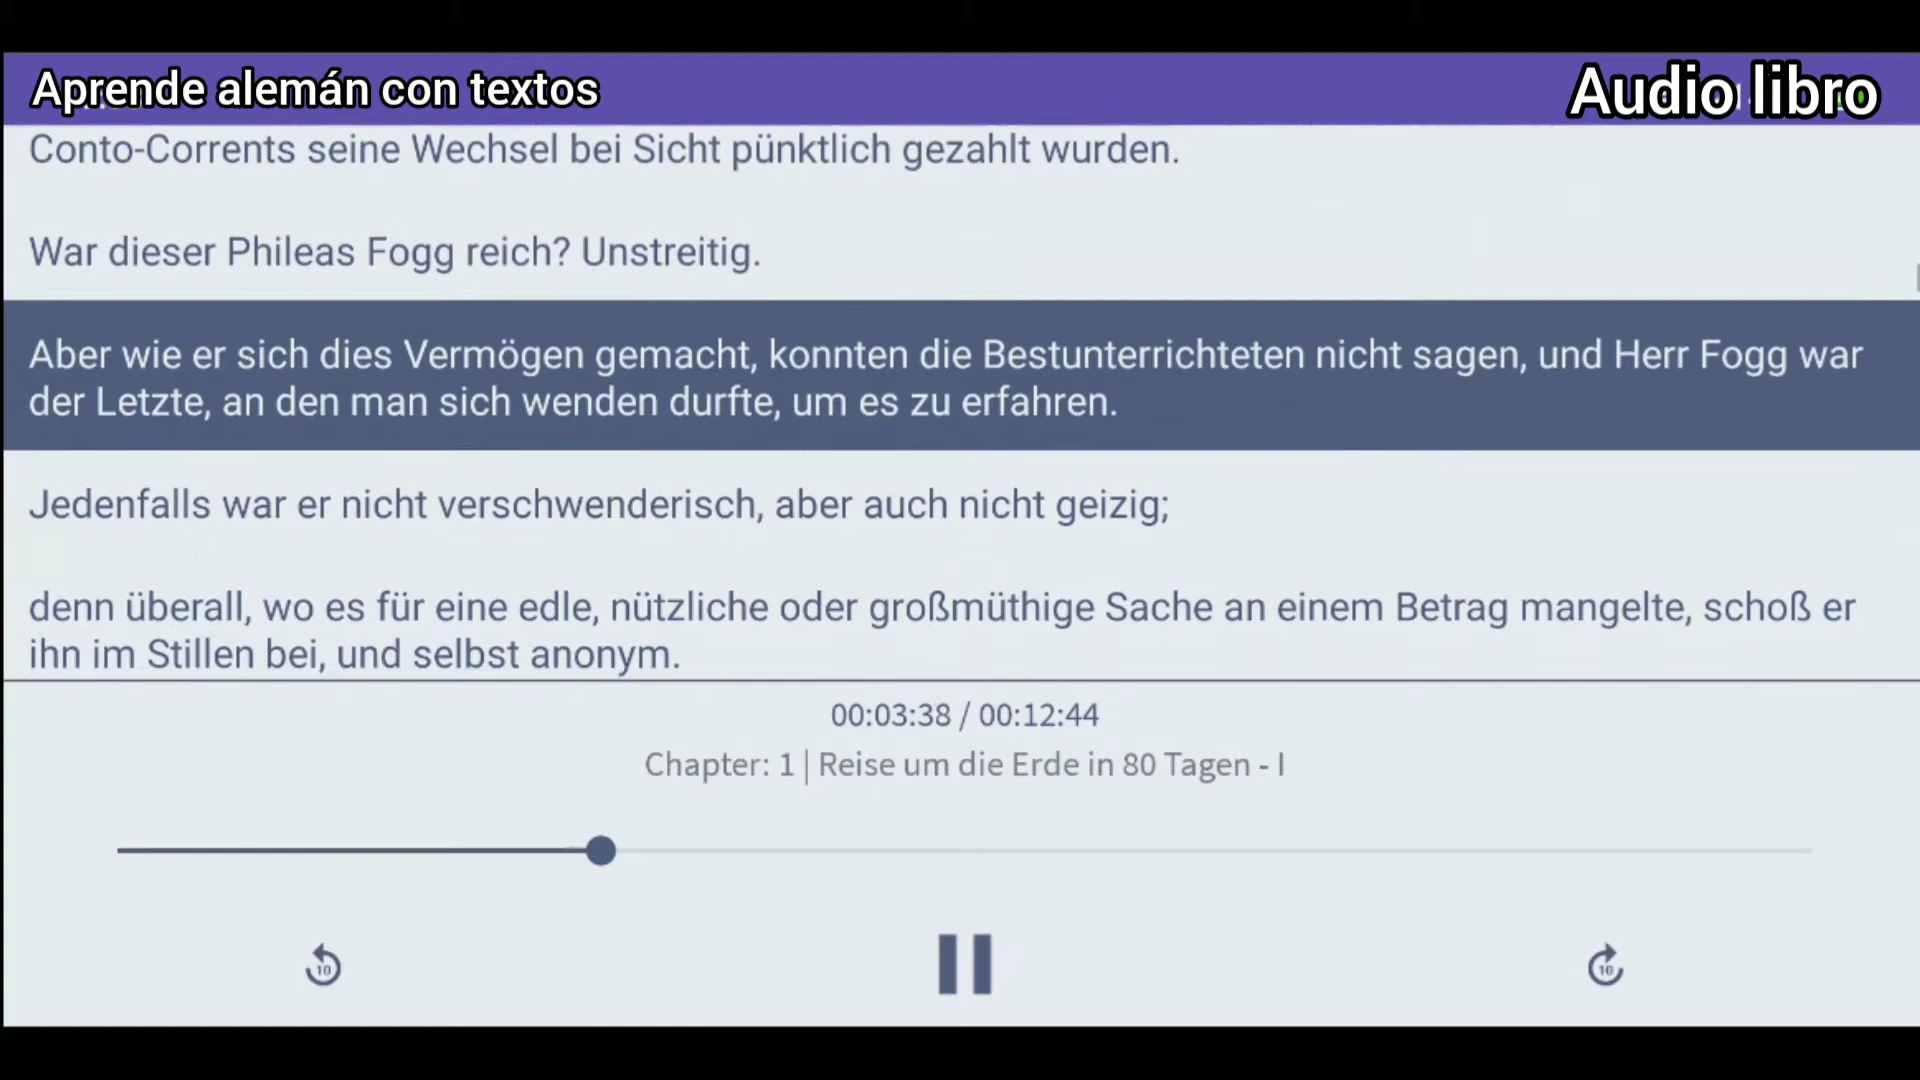 Aprende alemán con textos
Audio libro
Conto-Corrents seine Wechsel bei Sicht pünktlich gezahlt wurden.
War dieser Phileas Fogg reich? Unstreitig.
Aber wie er sich dies Vermögen gemacht, konnten die Bestunterrichteten nicht sagen, und Herr Fogg war
der Letzte, an den man sich wenden durfte, um es zu erfahren.
Jedenfalls war er nicht verschwenderisch, aber auch nicht geizig;
denn überall, wo es für eine edle, nützliche oder großmüthige Sache an einem Betrag mangelte, schoß er
ihn im Stillen bei, und selbst anonym.
00:03:38 / 00:12:44
Chapter: 1 | Reise um die Erde in 80 Tagen - I
10
10